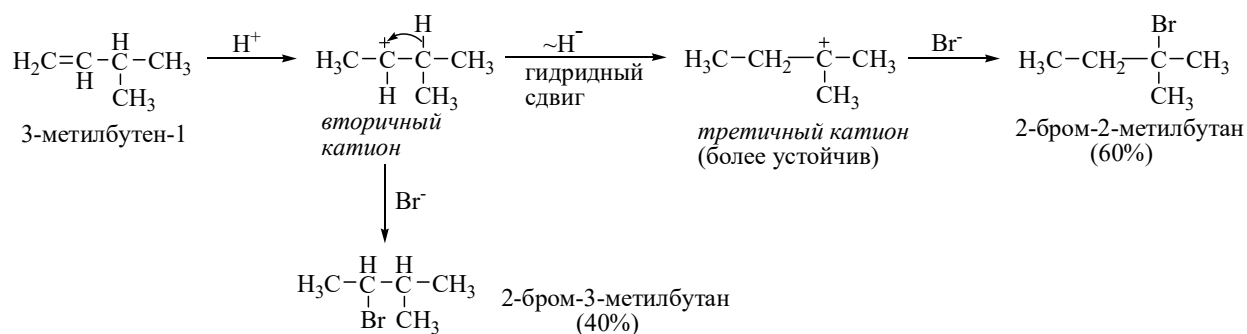 H₂C=C–C–CH₃
H H
CH₃
3-метилбутен-1
H⁺
H
H₃C–C⁺–C–CH₃
H CH₃
вторичный
катион
~H⁻
гидридный
сдвиг
H₃C–CH₂–C⁺–CH₃
CH₃
третичный катион
(более устойчив)
Br⁻
Br
H₃C–CH₂–C–CH₃
CH₃
2-бром-2-метилбутан
(60%)
Br⁻
H H
H₃C–C–C–CH₃
Br CH₃
2-бром-3-метилбутан
(40%)